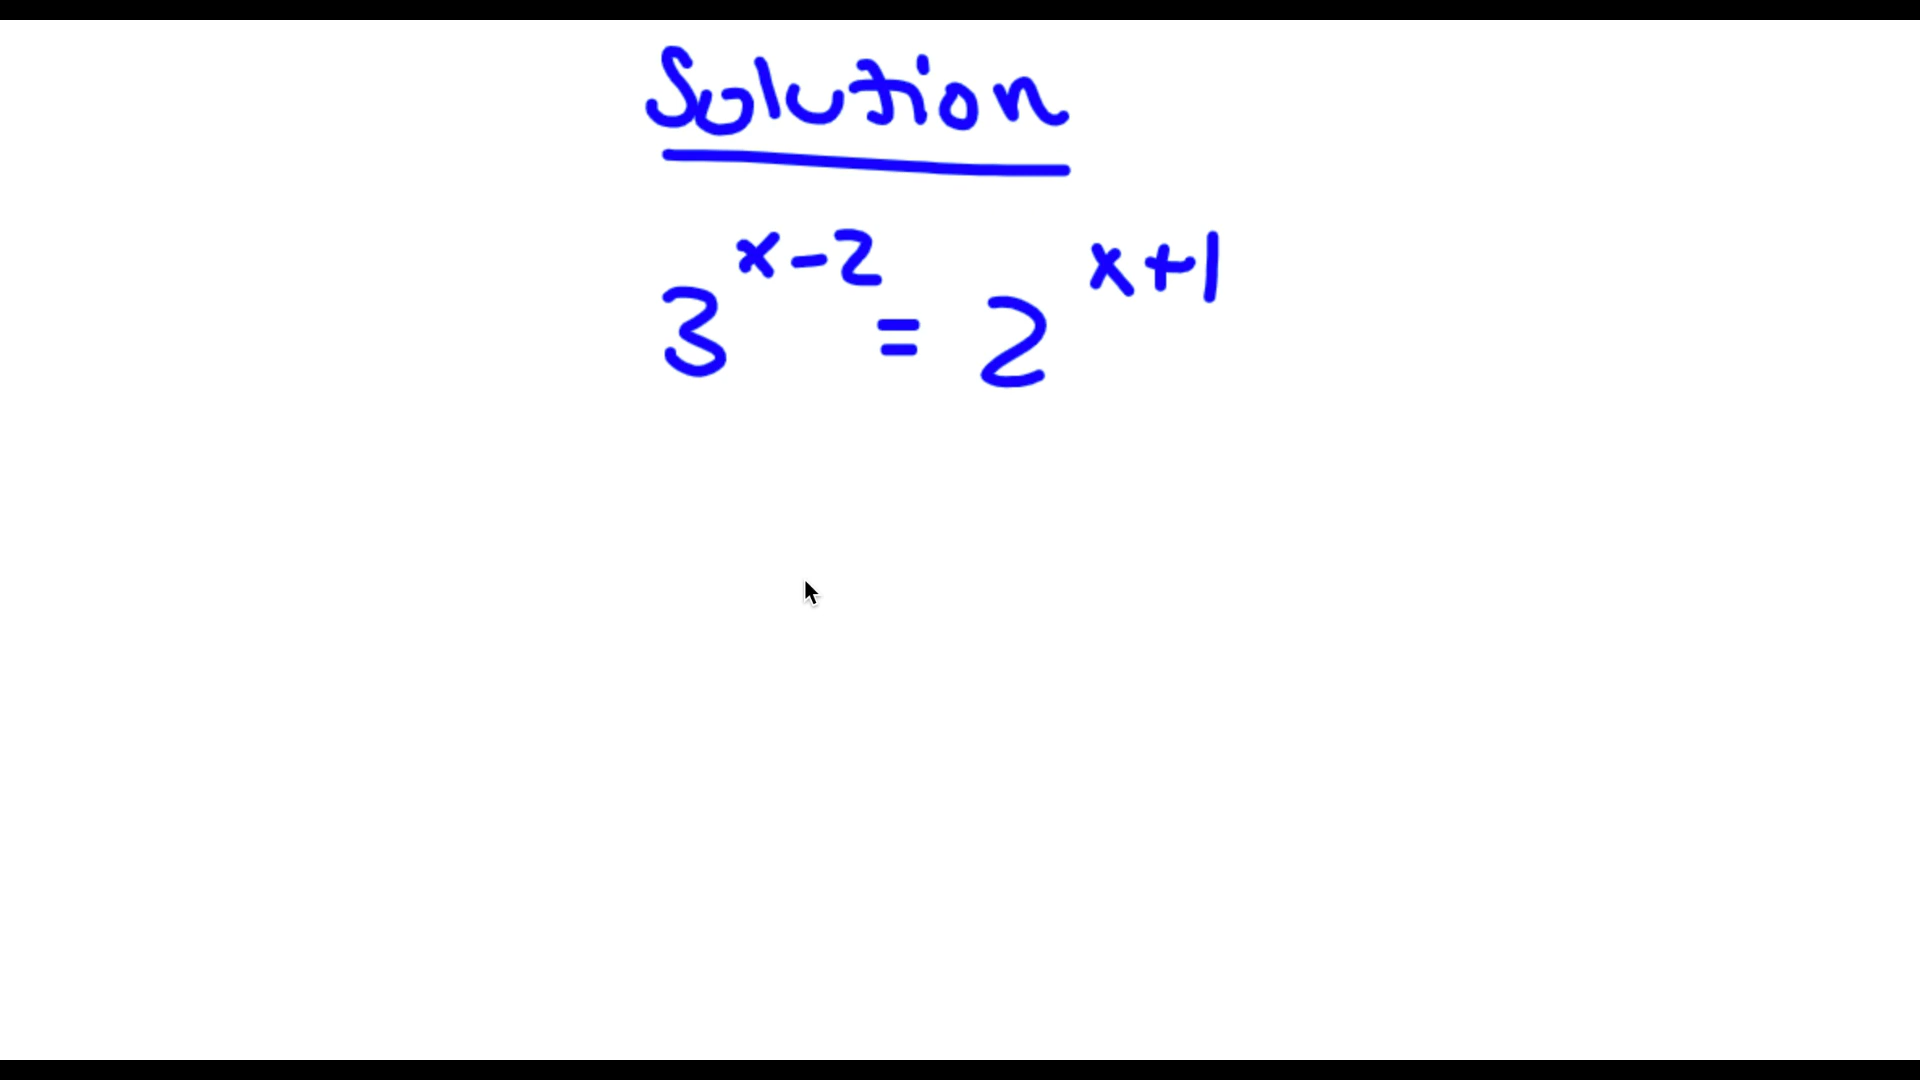 Solution
3^{x-2} = 2^{x+1}